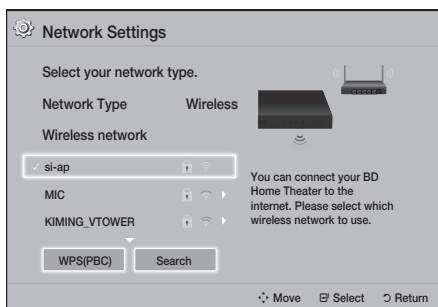 Network Settings
Select your network type.
Network Type Wireless
Wireless network
si-ap
MIC
KIMING_VTOWER
WPS(PBC) Search
You can connect your BD
Home Theater to the
internet. Please select which
wireless network to use.
Move Select Return